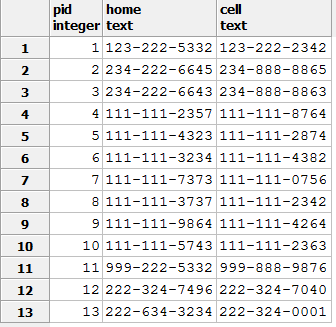 pid home cell
integer text text
1 1 123-222-5332 123-222-2342
2 2 234-222-6645 234-888-8865
3 3 234-222-6643 234-888-8863
4 4 111-111-2357 111-111-8764
5 5 111-111-4323 111-111-2874
6 6 111-111-3234 111-111-4382
7 7 111-111-7373 111-111-0756
8 8 111-111-3737 111-111-2342
9 9 111-111-9864 111-111-4264
10 10 111-111-5743 111-111-2363
11 11 999-222-5332 999-888-9876
12 12 222-324-7496 222-324-7040
13 13 222-634-3234 222-324-0001